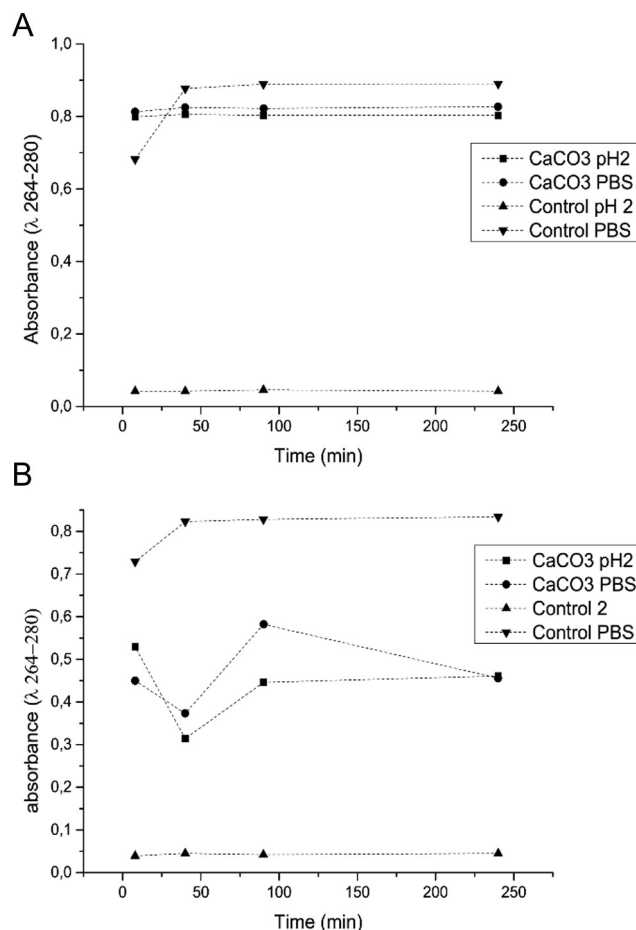 A
1,0
0,8
0,6
0,4
0,2
0,0
Absorbance (λ 264-280)
0 50 100 150 200 250
Time (min)
CaCO3 pH2
CaCO3 PBS
Control pH 2
Control PBS
B
0,8
0,7
0,6
0,5
0,4
0,3
0,2
0,1
0,0
absorbance (λ 264–280)
0 50 100 150 200 250
Time (min)
CaCO3 pH2
CaCO3 PBS
Control 2
Control PBS